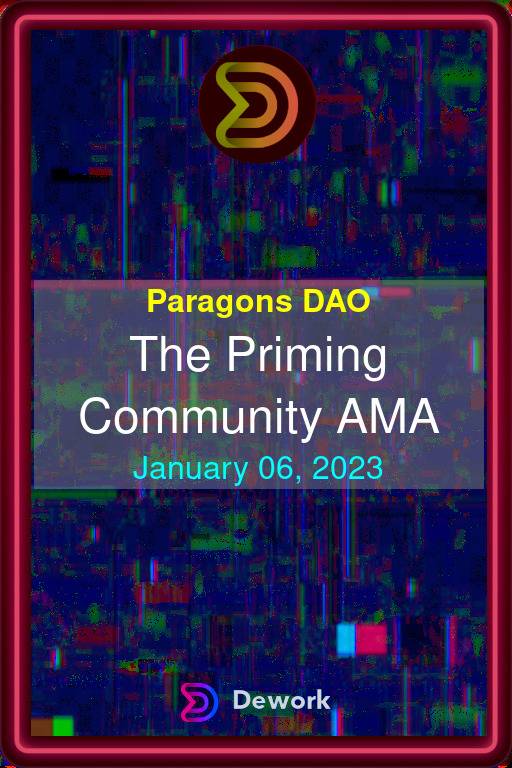 Paragons DAO
The Priming
Community AMA
January 06, 2023
Dework